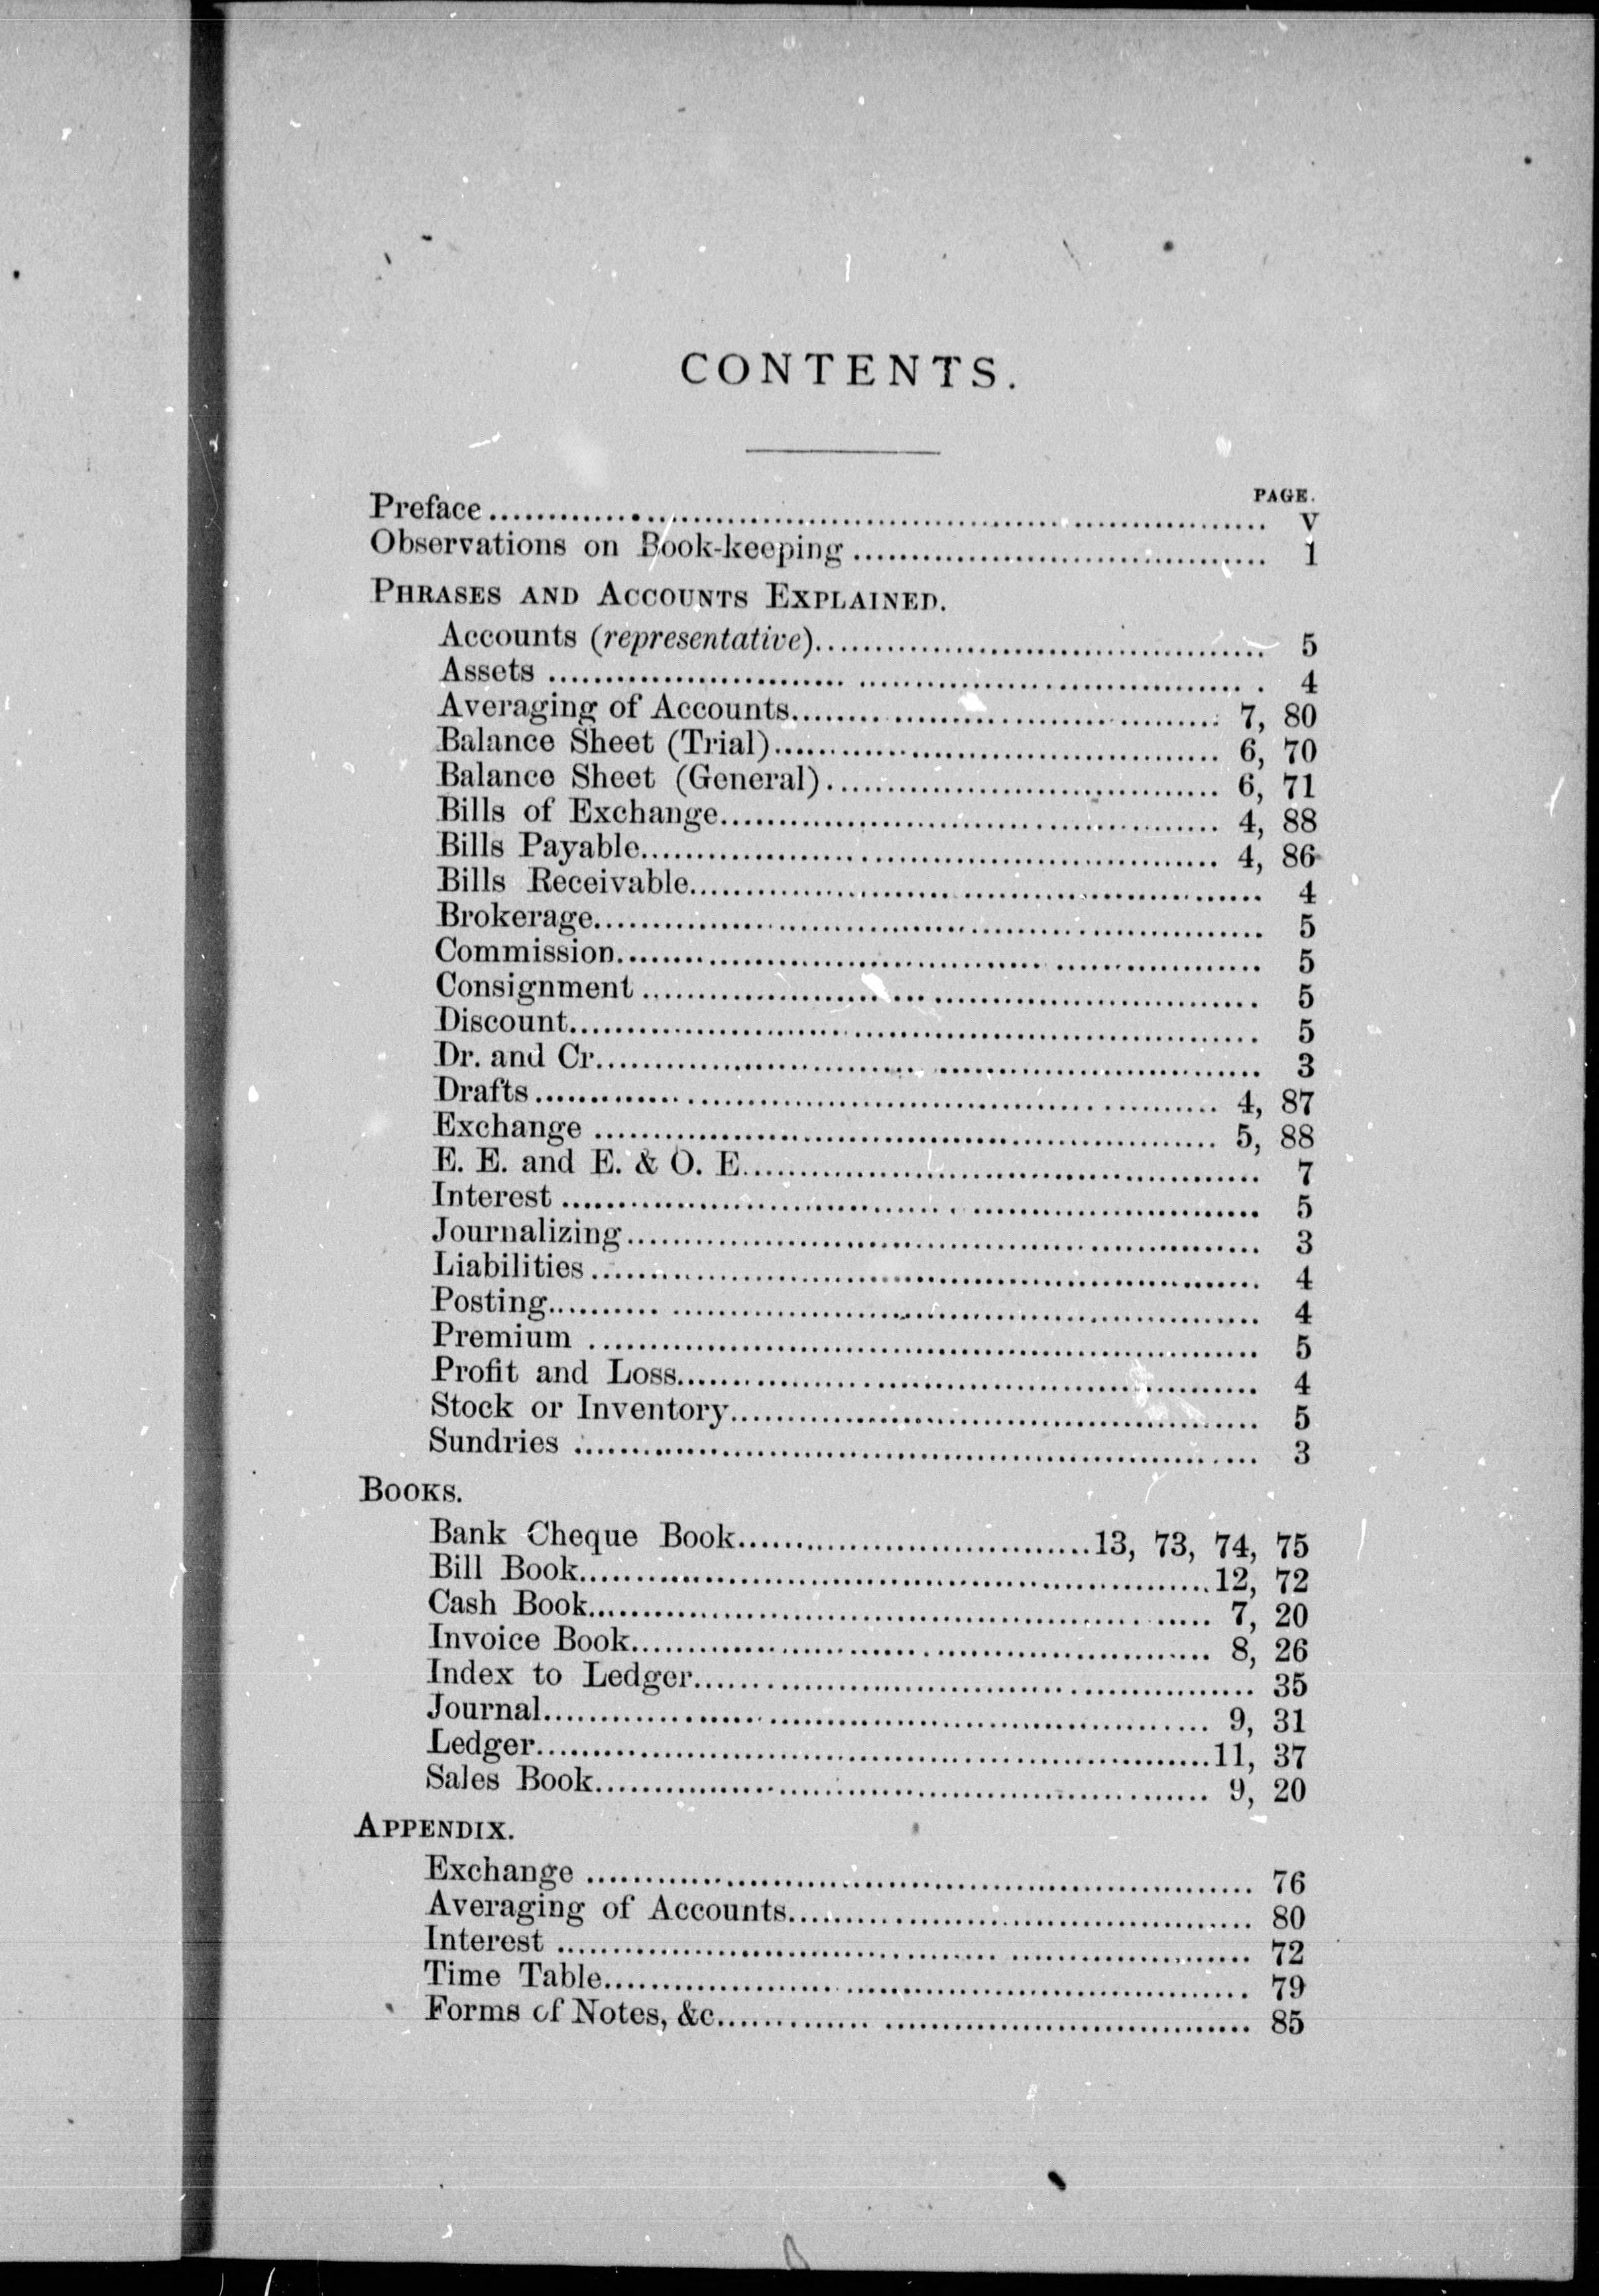 CONTENTS.
PAGE.
Preface........................................ V
Observations on Book-keeping........................................ 1
PHRASES AND ACCOUNTS EXPLAINED.
Accounts (representative)........................................ 5
Assets ........................................ 4
Averaging of Accounts........................................ 7, 80
Balance Sheet (Trial)........................................ 6, 70
Balance Sheet (General)........................................ 6, 71
Bills of Exchange........................................ 4, 88
Bills Payable........................................ 4, 86
Bills Receivable........................................ 4
Brokerage........................................ 5
Commission........................................ 5
Consignment ........................................ 5
Discount........................................ 5
Dr. and Cr........................................ 3
Drafts........................................ 4, 87
Exchange ........................................ 5, 88
E. E. and E. & O. E........................................ 7
Interest ........................................ 5
Journalizing........................................ 3
Liabilities........................................ 4
Posting........................................ 4
Premium ........................................ 5
Profit and Loss........................................ 4
Stock or Inventory........................................ 5
Sundries ........................................ 3
BOOKS.
Bank Cheque Book........................................13, 73, 74, 75
Bill Book........................................12, 72
Cash Book........................................ 7, 20
Invoice Book........................................ 8, 26
Index to Ledger........................................ 35
Journal........................................ 9, 31
Ledger........................................11, 37
Sales Book........................................ 9, 20
APPENDIX.
Exchange ........................................ 76
Averaging of Accounts........................................ 80
Interest ........................................ 72
Time Table........................................ 79
Forms of Notes, &c........................................ 85